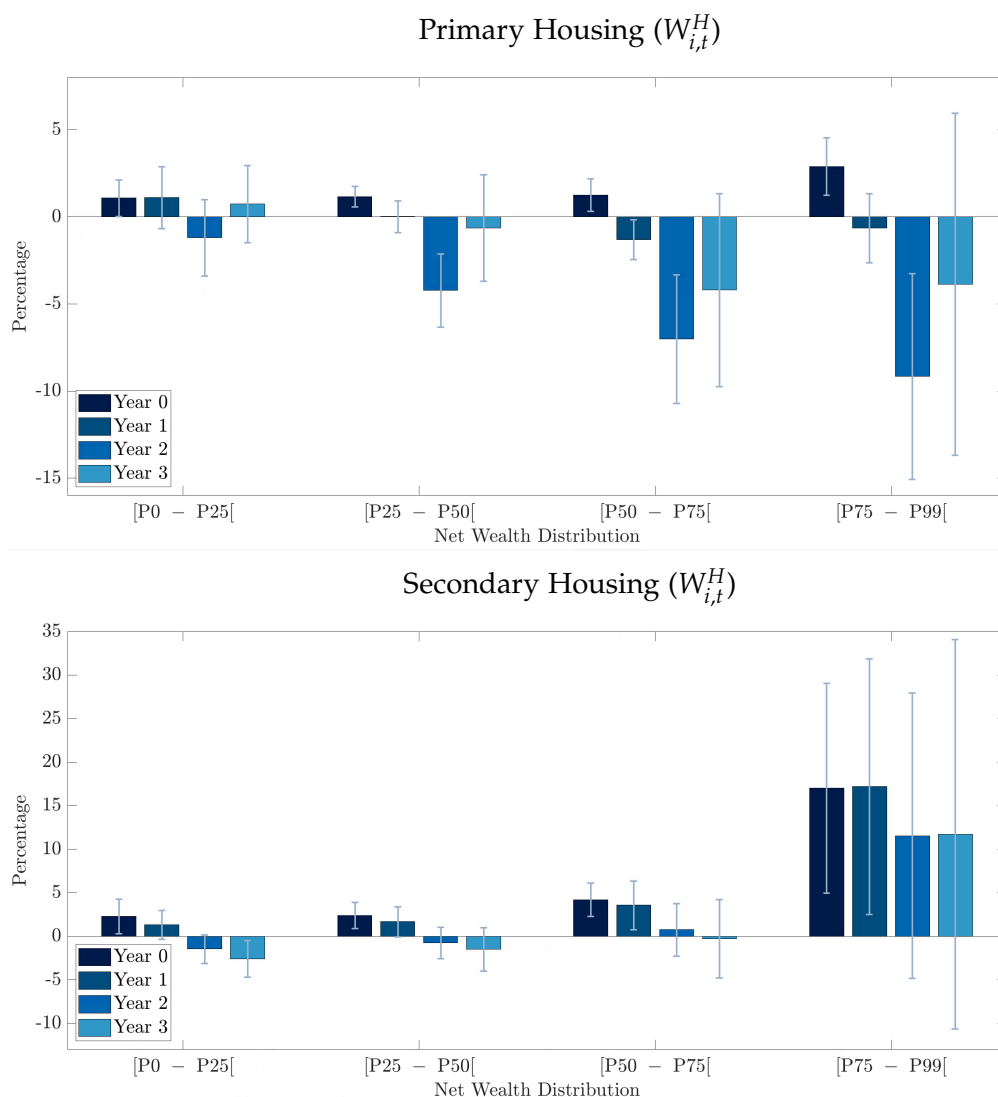 Primary Housing (W^H_{i,t})
5
0
-5
-10
-15
Percentage
Year 0
Year 1
Year 2
Year 3
[P0 − P25[ [P25 − P50[ [P50 − P75[ [P75 − P99[
Net Wealth Distribution
Secondary Housing (W^H_{i,t})
35
30
25
20
15
10
5
0
-5
-10
Percentage
Year 0
Year 1
Year 2
Year 3
[P0 − P25[ [P25 − P50[ [P50 − P75[ [P75 − P99[
Net Wealth Distribution